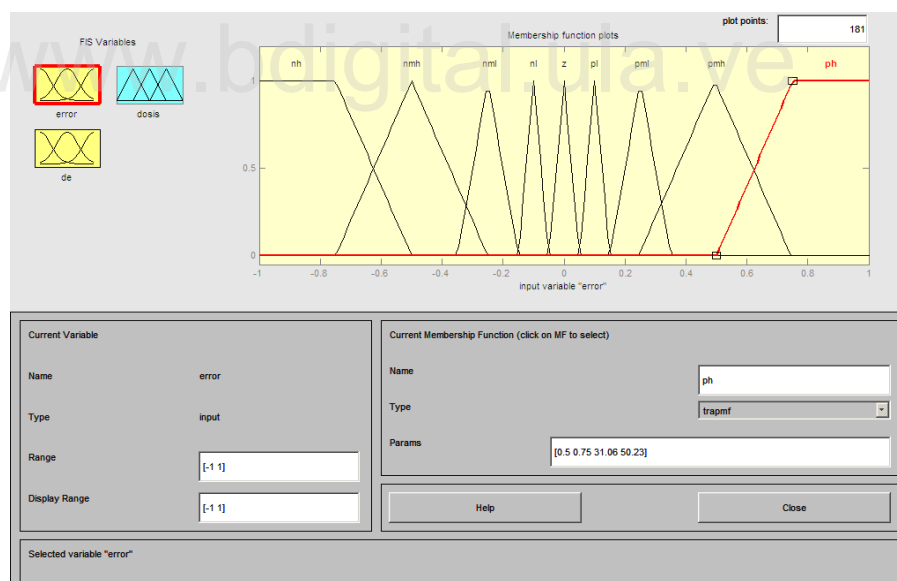 www.bdigital.ula.ve
plot points:
181
FIS Variables
Membership function plots
error
dosis
de
nh nmh nml nl z pl pml pmh ph
1
0.5
0
-1 -0.8 -0.6 -0.4 -0.2 0 0.2 0.4 0.6 0.8 1
input variable "error"
Current Variable
Name error
Type input
Range [-1 1]
Display Range [-1 1]
Current Membership Function (click on MF to select)
Name ph
Type trapmf
Params [0.5 0.75 31.06 50.23]
Help Close
Selected variable "error"